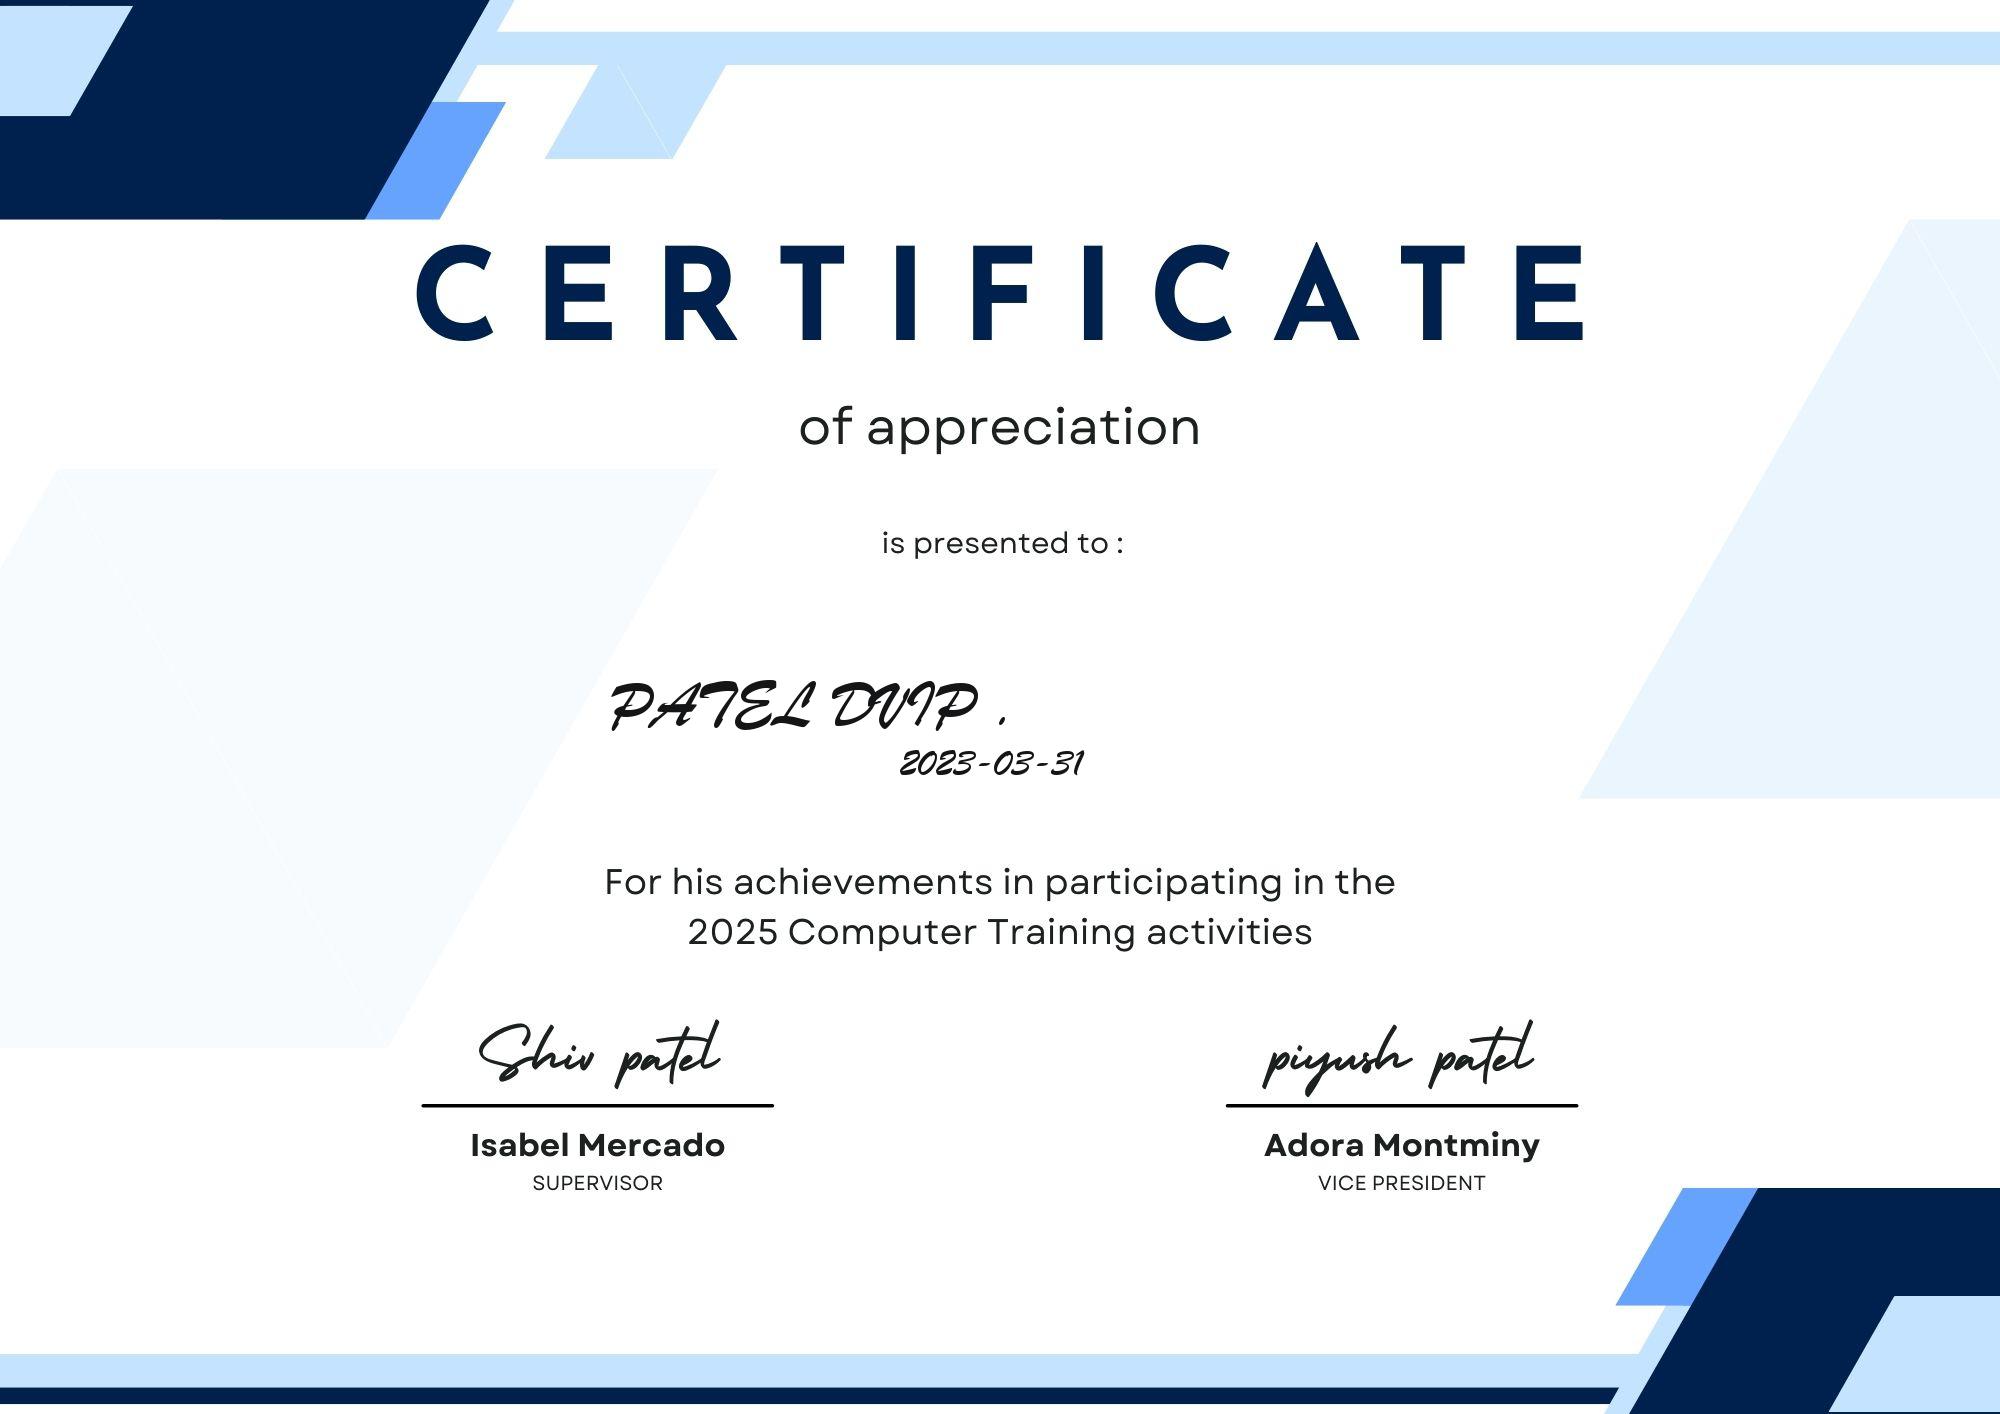 CERTIFICATE
of appreciation
is presented to :
PATEL DVIP .
2023-03-31
For his achievements in participating in the
2025 Computer Training activities
Shiv patel
piyush patel
Isabel Mercado
Adora Montminy
SUPERVISOR
VICE PRESIDENT